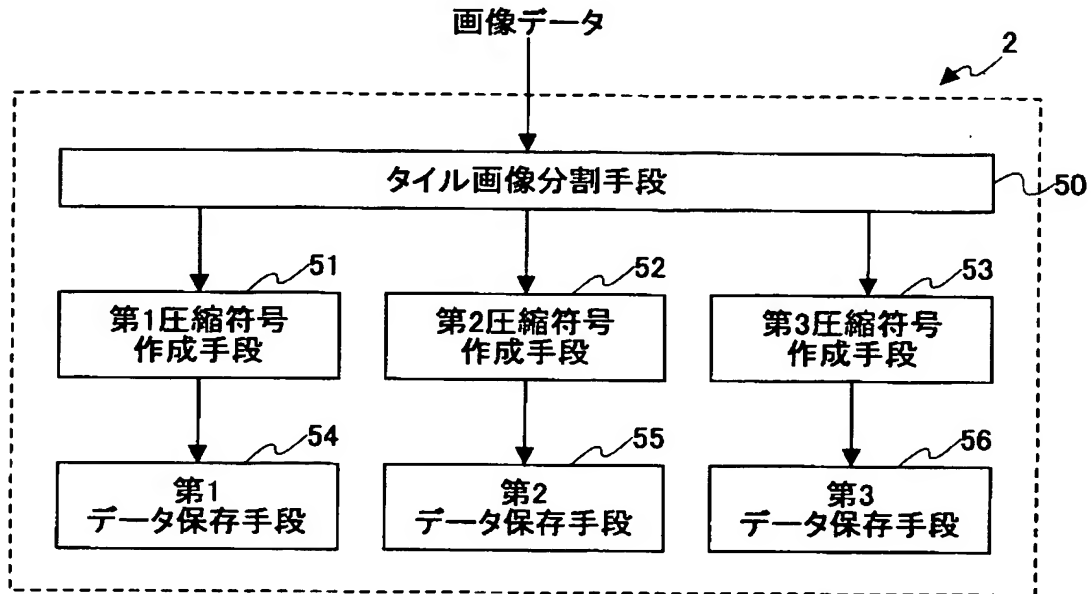 画像データ
2
タイル画像分割手段
50
51
52
53
第1圧縮符号
作成手段
第2圧縮符号
作成手段
第3圧縮符号
作成手段
54
55
56
第1
データ保存手段
第2
データ保存手段
第3
データ保存手段